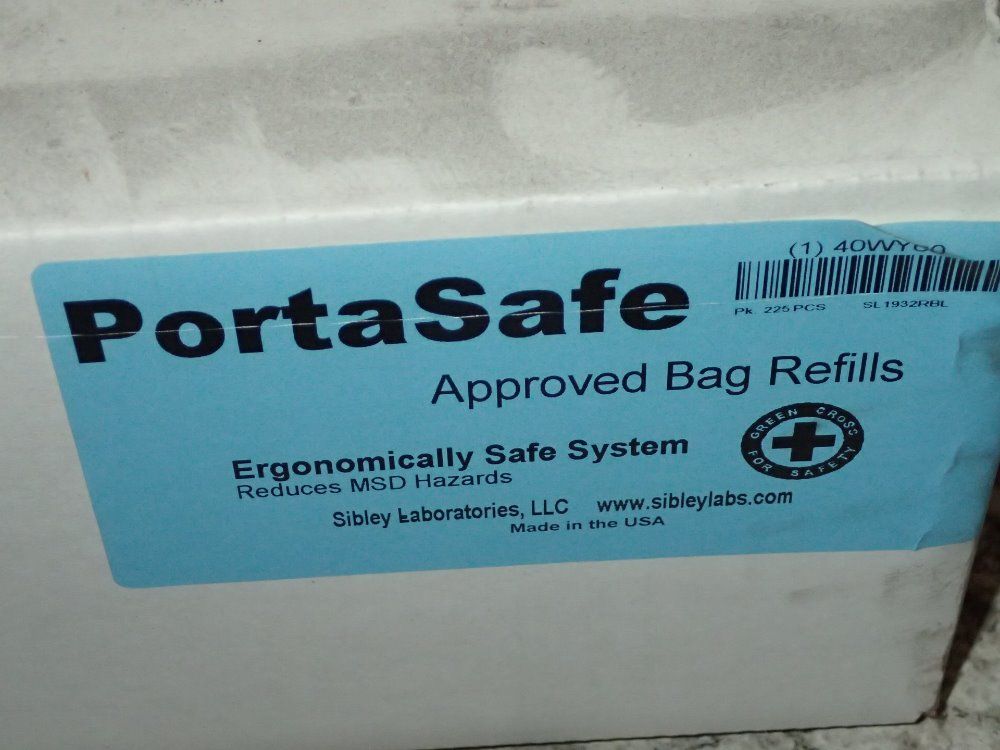 (1) 40WY
PortaSafe
Pk. 225 PCS SL1932RBL
Approved Bag Refills
GREEN CROSS FOR SAFETY
Ergonomically Safe System
Reduces MSD Hazards
Sibley Laboratories, LLC www.sibleylabs.com
Made in the USA